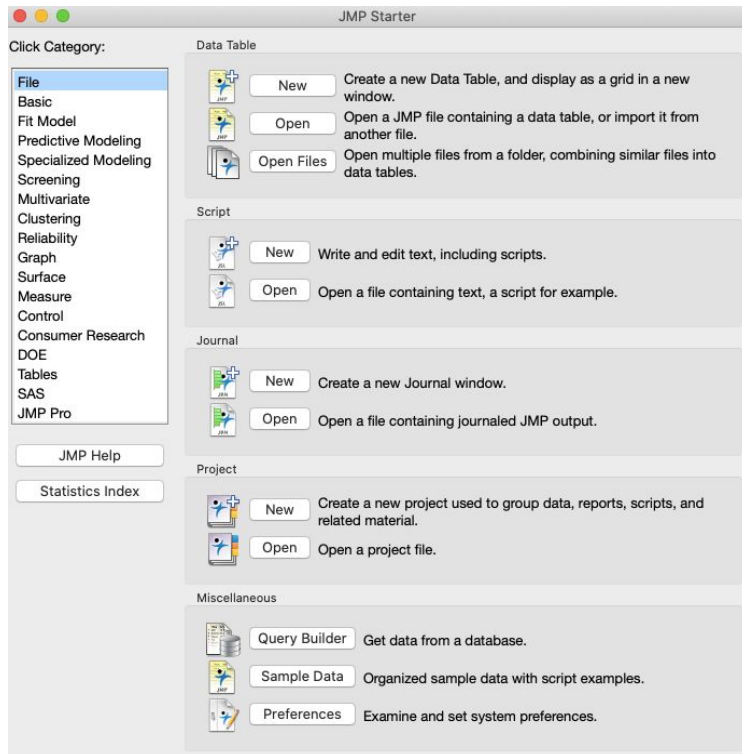 JMP Starter
Click Category:
File
Basic
Fit Model
Predictive Modeling
Specialized Modeling
Screening
Multivariate
Clustering
Reliability
Graph
Surface
Measure
Control
Consumer Research
DOE
Tables
SAS
JMP Pro
JMP Help
Statistics Index
Data Table
New
Create a new Data Table, and display as a grid in a new
window.
Open
Open a JMP file containing a data table, or import it from
another file.
Open Files
Open multiple files from a folder, combining similar files into
data tables.
Script
New
Write and edit text, including scripts.
Open
Open a file containing text, a script for example.
Journal
New
Create a new Journal window.
Open
Open a file containing journaled JMP output.
Project
New
Create a new project used to group data, reports, scripts, and
related material.
Open
Open a project file.
Miscellaneous
Query Builder
Get data from a database.
Sample Data
Organized sample data with script examples.
Preferences
Examine and set system preferences.